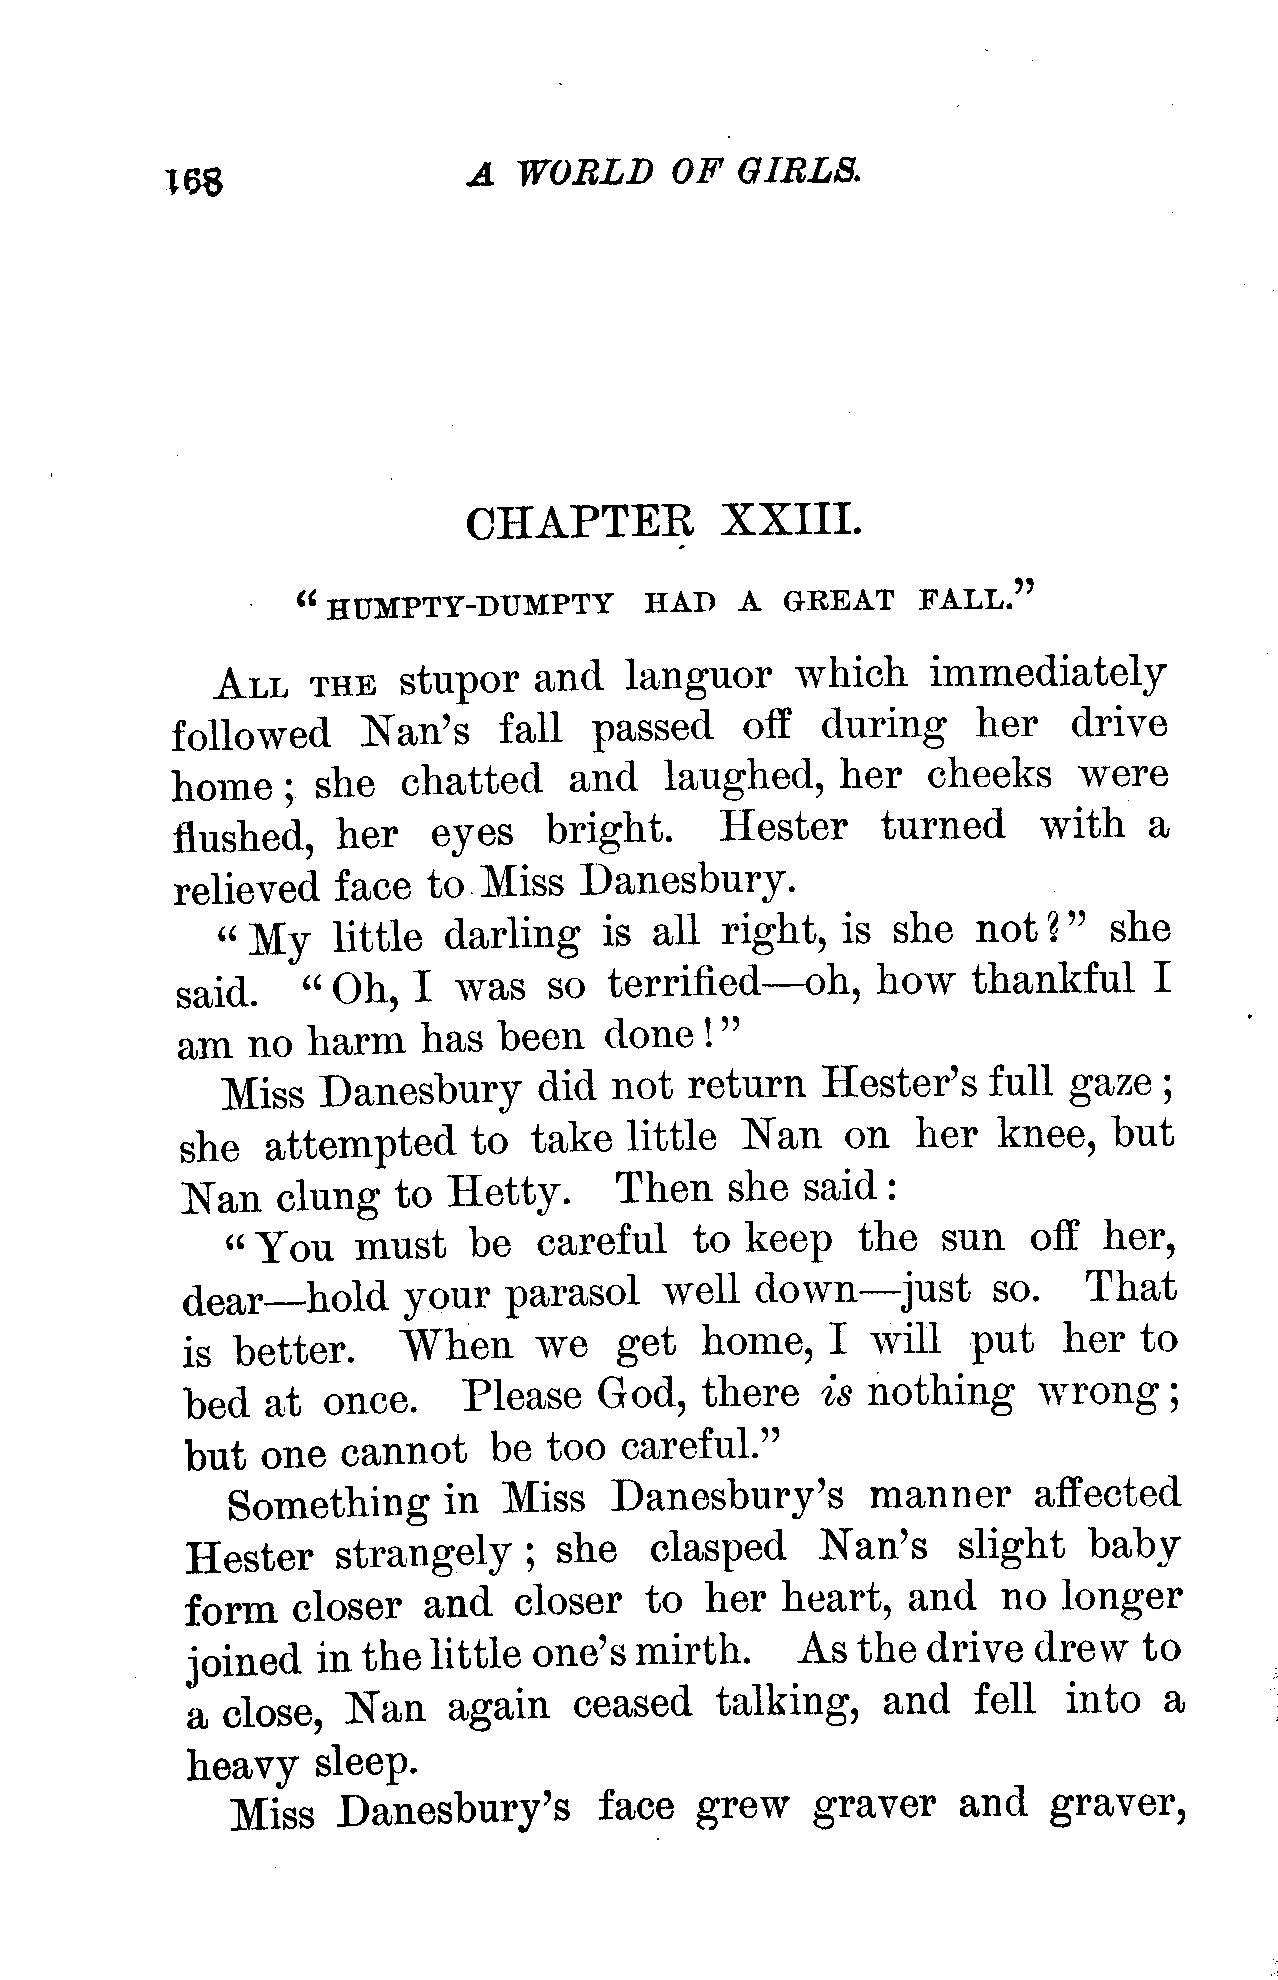 168 A WORLD OF GIRLS.
CHAPTER XXIII.
“HUMPTY-DUMPTY HAD A GREAT FALL.”
ALL THE stupor and languor which immediately
followed Nan’s fall passed off during her drive
home; she chatted and laughed, her cheeks were
flushed, her eyes bright. Hester turned with a
relieved face to Miss Danesbury.
“My little darling is all right, is she not?” she
said. “Oh, I was so terrified—oh, how thankful I
am no harm has been done!”
Miss Danesbury did not return Hester’s full gaze;
she attempted to take little Nan on her knee, but
Nan clung to Hetty. Then she said:
“You must be careful to keep the sun off her,
dear—hold your parasol well down—just so. That
is better. When we get home, I will put her to
bed at once. Please God, there is nothing wrong;
but one cannot be too careful.”
Something in Miss Danesbury’s manner affected
Hester strangely; she clasped Nan’s slight baby
form closer and closer to her heart, and no longer
joined in the little one’s mirth. As the drive drew to
a close, Nan again ceased talking, and fell into a
heavy sleep.
Miss Danesbury’s face grew graver and graver,